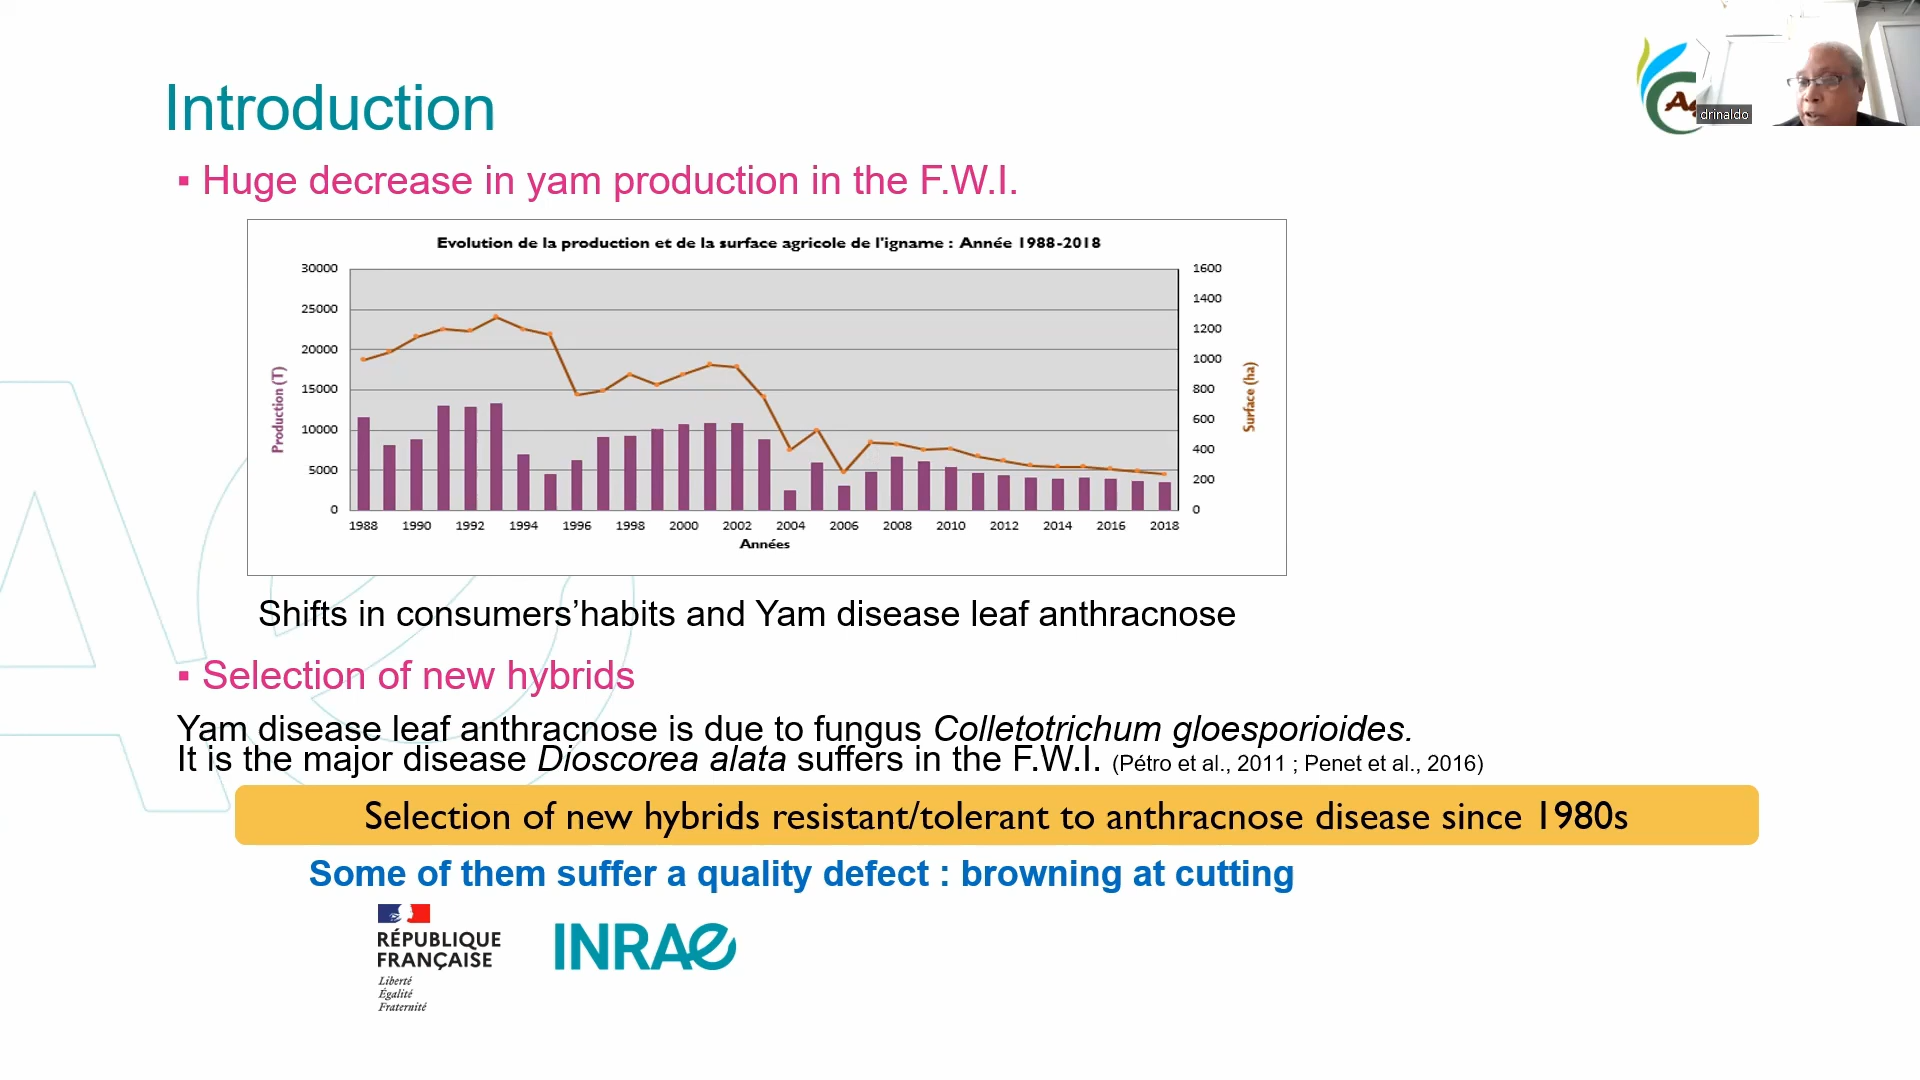 Introduction
drinaldo
▪ Huge decrease in yam production in the F.W.I.
Evolution de la production et de la surface agricole de l'igname : Année 1988-2018
30000
25000
20000
15000
10000
5000
0
Production (T)
1600
1400
1200
1000
800
600
400
200
0
Surface (ha)
1988 1990 1992 1994 1996 1998 2000 2002 2004 2006 2008 2010 2012 2014 2016 2018
Années
Shifts in consumers’habits and Yam disease leaf anthracnose
▪ Selection of new hybrids
Yam disease leaf anthracnose is due to fungus Colletotrichum gloesporioides.
It is the major disease Dioscorea alata suffers in the F.W.I. (Pétro et al., 2011 ; Penet et al., 2016)
Selection of new hybrids resistant/tolerant to anthracnose disease since 1980s
Some of them suffer a quality defect : browning at cutting
RÉPUBLIQUE
FRANÇAISE
Liberté
Égalité
Fraternité
INRAE